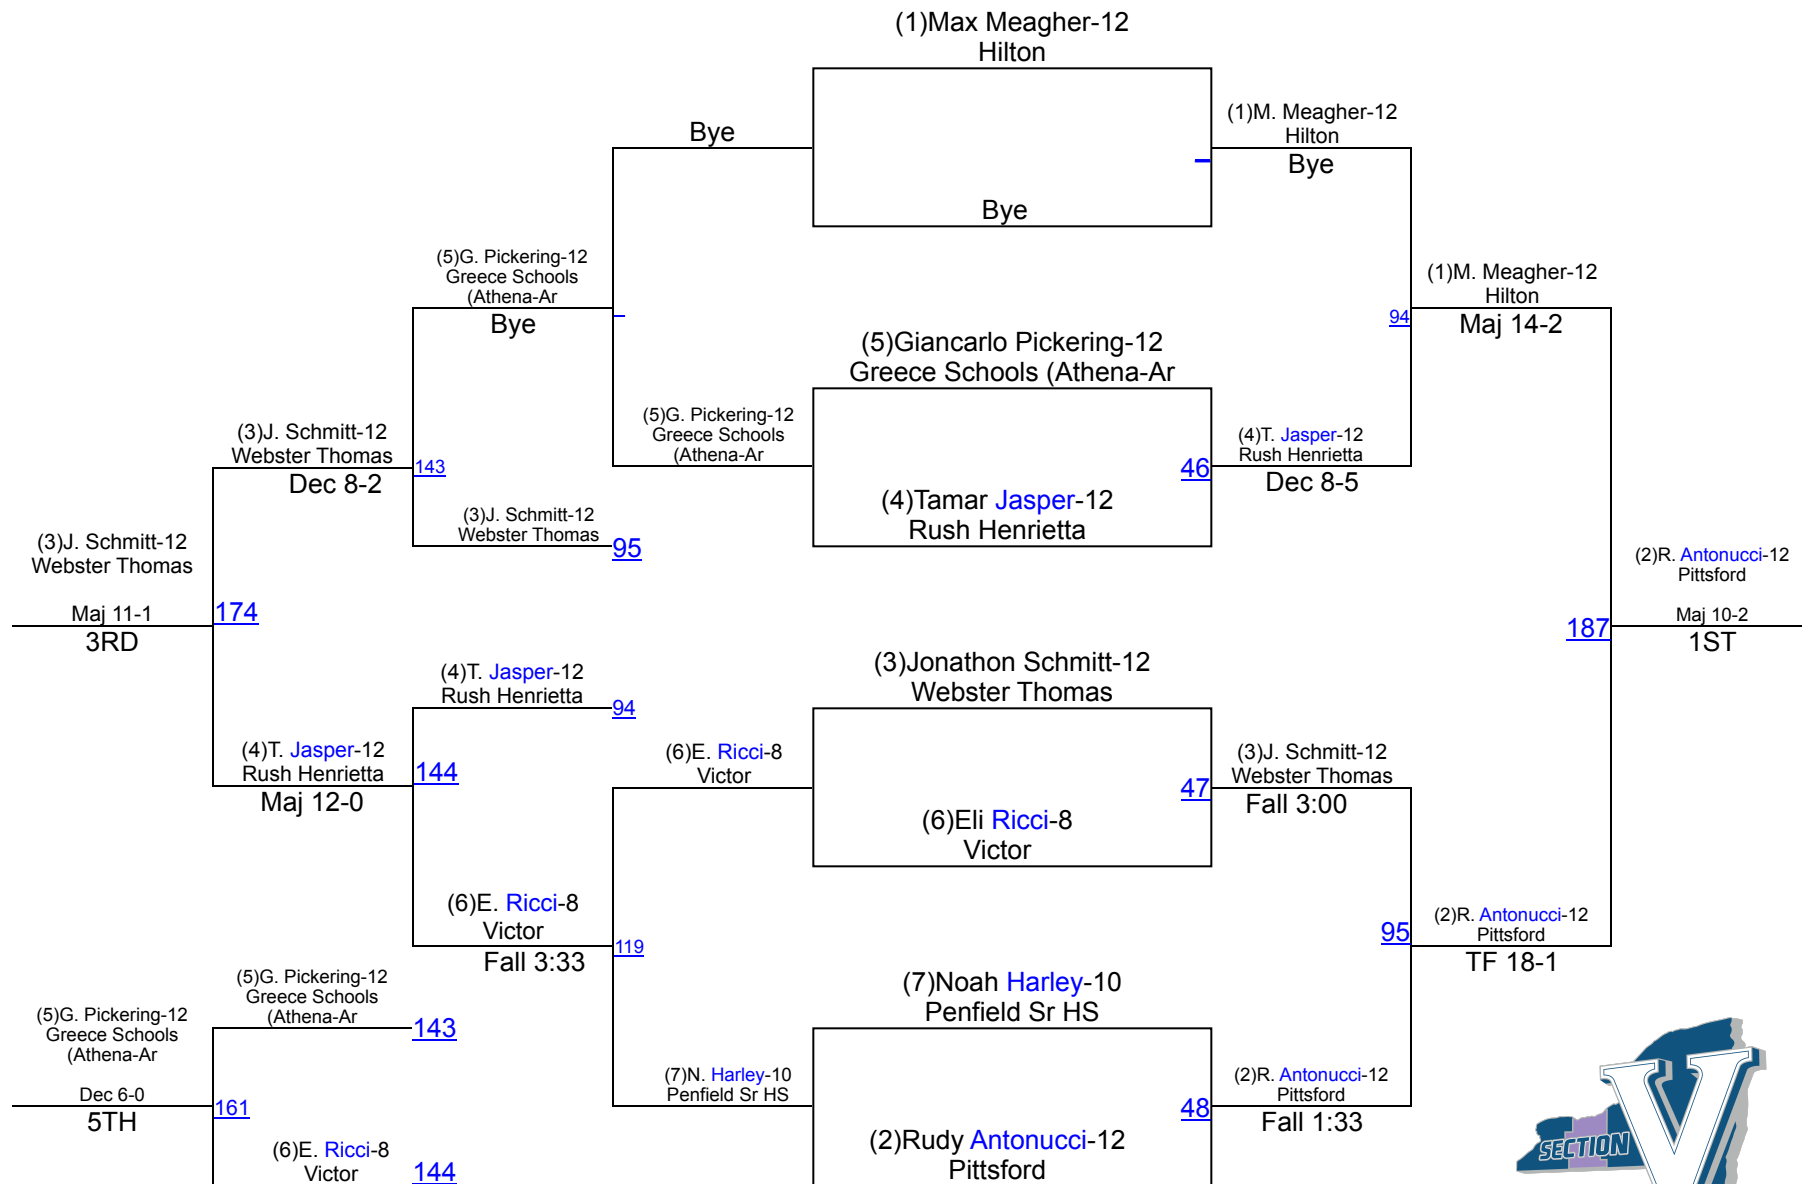 (1)Max Meagher-12
Hilton
Bye
(1)M. Meagher-12
Hilton
Bye
Bye
(5)G. Pickering-12
Greece Schools
(Athena-Ar
Bye
(1)M. Meagher-12
Hilton
Maj 14-2
94
(5)Giancarlo Pickering-12
Greece Schools (Athena-Ar
(5)G. Pickering-12
Greece Schools
(Athena-Ar
46
(4)T. Jasper-12
Rush Henrietta
Dec 8-5
(4)Tamar Jasper-12
Rush Henrietta
(3)J. Schmitt-12
Webster Thomas
Dec 8-2
143
(3)J. Schmitt-12
Webster Thomas
95
(3)J. Schmitt-12
Webster Thomas
Maj 11-1
3RD
174
(2)R. Antonucci-12
Pittsford
Maj 10-2
1ST
187
(4)T. Jasper-12
Rush Henrietta
94
(3)Jonathon Schmitt-12
Webster Thomas
(4)T. Jasper-12
Rush Henrietta
Maj 12-0
144
(6)E. Ricci-8
Victor
47
(3)J. Schmitt-12
Webster Thomas
Fall 3:00
(6)Eli Ricci-8
Victor
(6)E. Ricci-8
Victor
Fall 3:33
119
95
(2)R. Antonucci-12
Pittsford
TF 18-1
(5)G. Pickering-12
Greece Schools
(Athena-Ar
143
(7)Noah Harley-10
Penfield Sr HS
(5)G. Pickering-12
Greece Schools
(Athena-Ar
Dec 6-0
5TH
161
(7)N. Harley-10
Penfield Sr HS
48
(2)R. Antonucci-12
Pittsford
Fall 1:33
(6)E. Ricci-8
Victor
144
(2)Rudy Antonucci-12
Pittsford
SECTION V